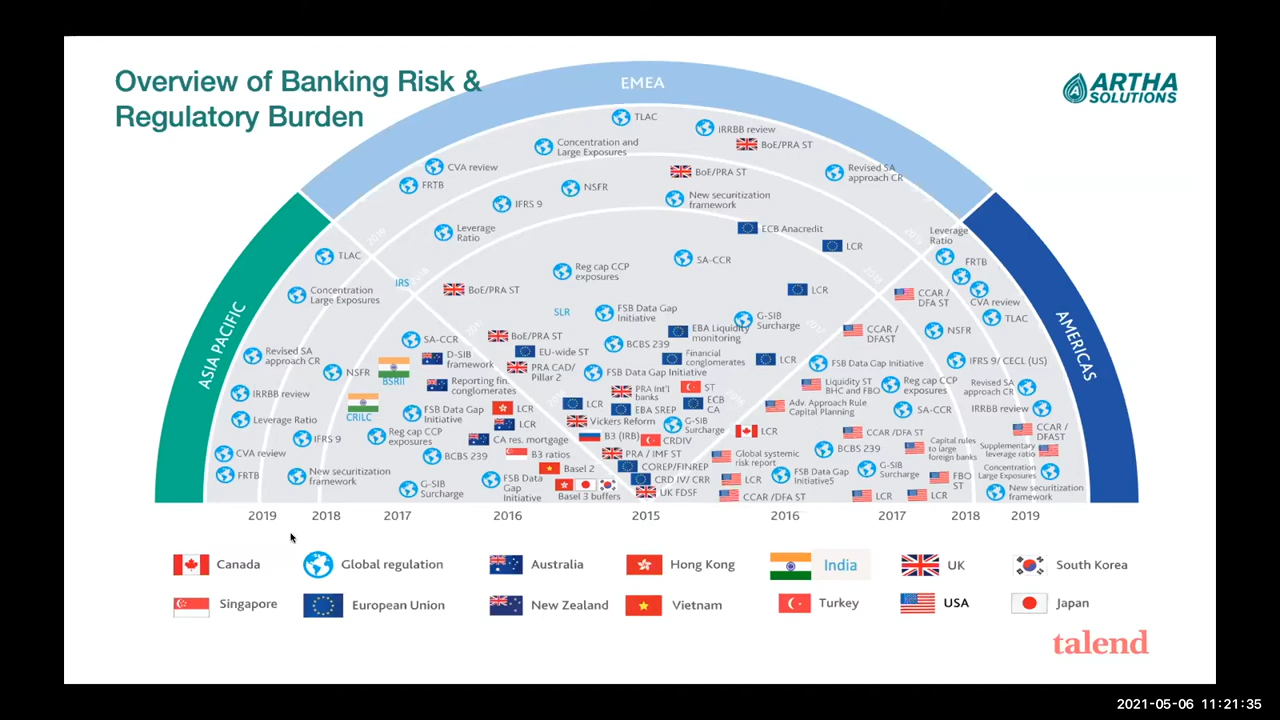 Overview of Banking Risk &
Regulatory Burden
EMEA
ARTHA
SOLUTIONS
ASIA PACIFIC
AMERICAS
TLAC
IRRBB review
BoE/PRA ST
Concentration and
Large Exposures
CVA review
FRTB
Revised SA
approach CR
BoE/PRA ST
NSFR
New securitization
framework
IFRS 9
Leverage
Ratio
ECB Anacredit
LCR
SA-CCR
Reg cap CCP
exposures
BoE/PRA ST
LCR
SLR
FSB Data Gap
Initiative
G-SIB
Surcharge
EBA Liquidity
monitoring
BoE/PRA ST
BCBS 239
EU-wide ST
Financial
conglomerates
LCR
PRA CAD/
Pillar 2
FSB Data Gap Initiative
PRA Int'l
banks
ST
LCR
EBA SREP
ECB
CA
Vickers Reform
G-SIB
Surcharge
B3 (IRB)
CRDIV
PRA / IMF ST
COREP/FINREP
CRD IV/ CRR
UK FDSF
TLAC
IRS
Concentration
Large Exposures
Revised SA
approach CR
SA-CCR
D-SIB
framework
NSFR
BSRII
Reporting fin.
conglomerates
IRRBB review
CRILC
FSB Data Gap
Initiative
LCR
Leverage Ratio
LCR
IFRS 9
Reg cap CCP
exposures
CA res. mortgage
CVA review
BCBS 239
B3 ratios
Basel 2
FRTB
New securitization
framework
G-SIB
Surcharge
FSB Data
Gap
Initiative
Basel 3 buffers
Leverage
Ratio
FRTB
CVA review
CCAR /
DFA ST
TLAC
CCAR /
DFAST
NSFR
FSB Data Gap Initiative
IFRS 9/ CECL (US)
Liquidity ST
BHC and FBO
Reg cap CCP
exposures
Revised SA
approach CR
Adv. Approach Rule
Capital Planning
SA-CCR
IRRBB review
LCR
CCAR /DFA ST
CCAR /
DFAST
BCBS 239
Capital rules
to large
foreign banks
Supplementary
leverage ratio
Global systemic
risk report
G-SIB
Surcharge
Concentration
Large Exposures
LCR
FSB Data Gap
Initiative5
FBO
ST
New securitization
framework
CCAR /DFA ST
LCR
LCR
2019
2018
2017
2016
2015
2016
2017
2018
2019
Canada
Global regulation
Australia
Hong Kong
India
UK
South Korea
Singapore
European Union
New Zealand
Vietnam
Turkey
USA
Japan
talend
2021-05-06 11:21:35